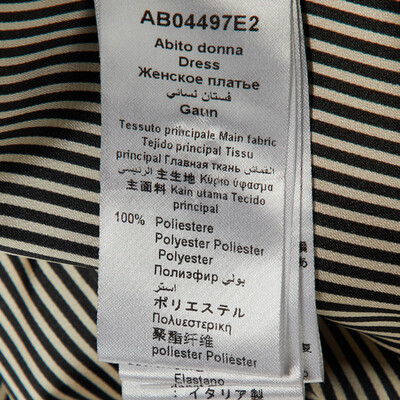 AB04497E2
Abito donna
Dress
Женское платье
فستان نسائي
Gaun
Tessuto principale Main fabric
Tejido principal Tissu
principal Главная ткань القماش
الرئيسي 主生地 Κύριο ύφασμα
主面料 Kain utama Tecido
principal
100% Poliestere
Polyester Polièster
Polyester
Полиэфир بولي
استر
ポリエステル
Πολυεστερική
聚酯纤维
poliester Poliéster
Elastano
: イタリア製